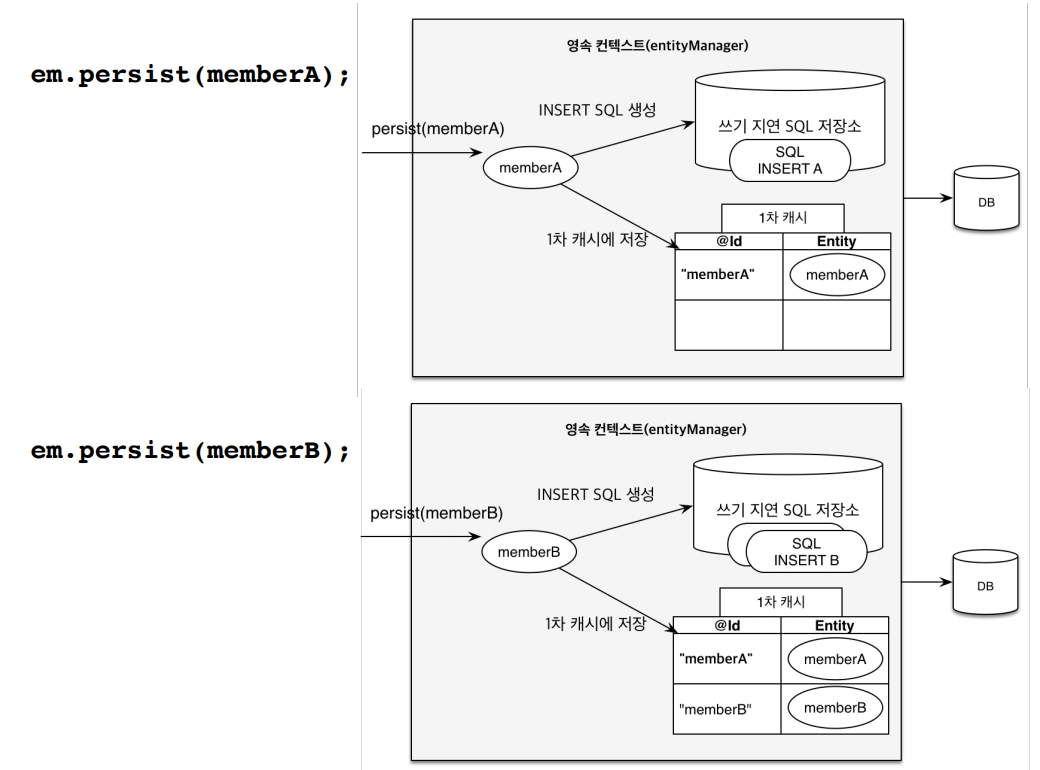 em.persist(memberA);
영속 컨텍스트(entityManager)
persist(memberA)
INSERT SQL 생성
memberA
쓰기 지연 SQL 저장소
SQL
INSERT A
DB
1차 캐시에 저장
1차 캐시
@Id Entity
"memberA" memberA
em.persist(memberB);
영속 컨텍스트(entityManager)
persist(memberB)
INSERT SQL 생성
memberB
쓰기 지연 SQL 저장소
SQL
INSERT B
DB
1차 캐시에 저장
1차 캐시
@Id Entity
"memberA" memberA
"memberB" memberB